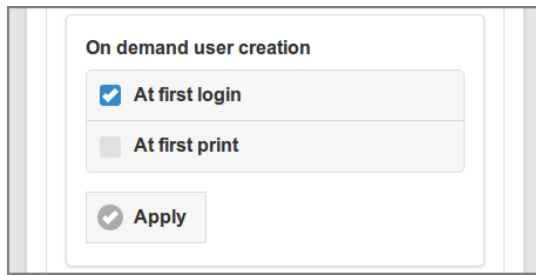 On demand user creation
At first login
At first print
Apply